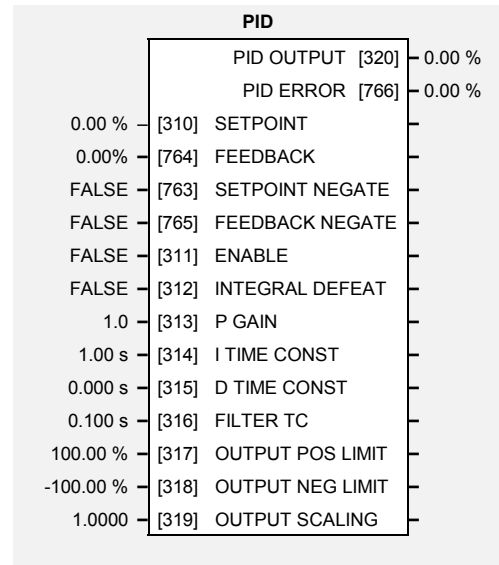 PID
PID OUTPUT [320] – 0.00 %
PID ERROR [766] – 0.00 %
0.00 % – [310] SETPOINT –
0.00% – [764] FEEDBACK –
FALSE – [763] SETPOINT NEGATE –
FALSE – [765] FEEDBACK NEGATE –
FALSE – [311] ENABLE –
FALSE – [312] INTEGRAL DEFEAT –
1.0 – [313] P GAIN –
1.00 s – [314] I TIME CONST –
0.000 s – [315] D TIME CONST –
0.100 s – [316] FILTER TC –
100.00 % – [317] OUTPUT POS LIMIT –
-100.00 % – [318] OUTPUT NEG LIMIT –
1.0000 – [319] OUTPUT SCALING –